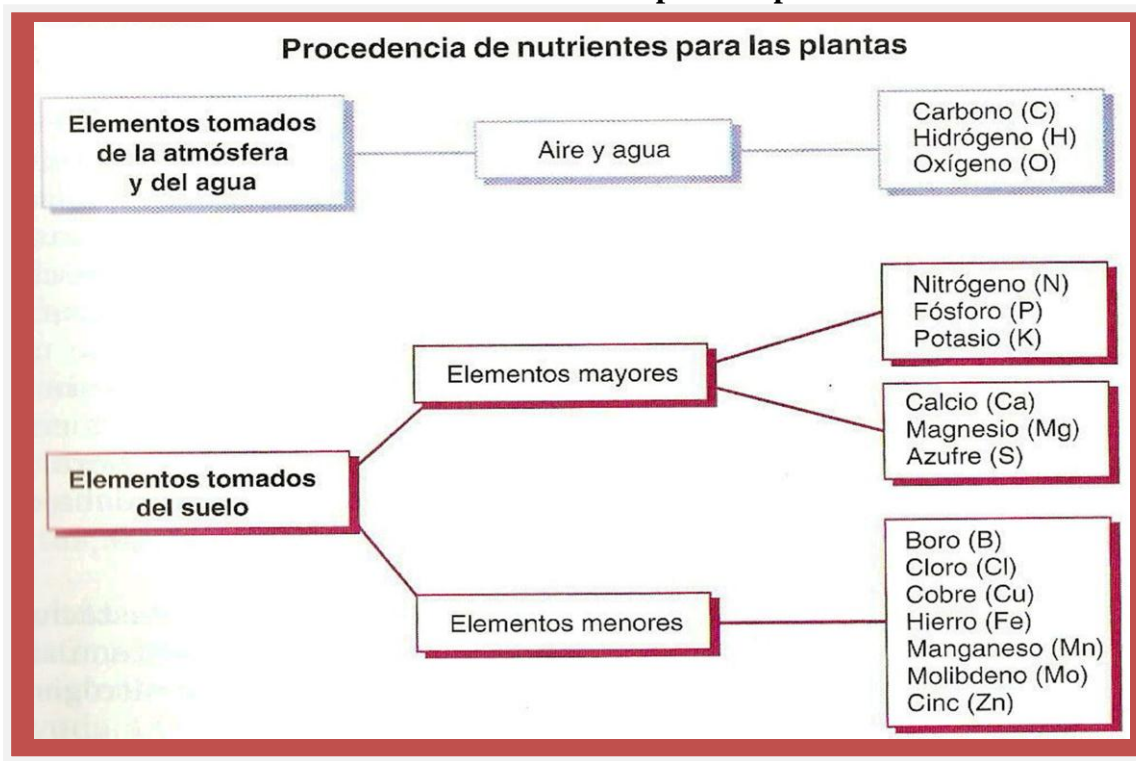 Procedencia de nutrientes para las plantas
Elementos tomados
de la atmósfera
y del agua
Aire y agua
Carbono (C)
Hidrógeno (H)
Oxígeno (O)
Elementos tomados
del suelo
Elementos mayores
Nitrógeno (N)
Fósforo (P)
Potasio (K)
Calcio (Ca)
Magnesio (Mg)
Azufre (S)
Elementos menores
Boro (B)
Cloro (Cl)
Cobre (Cu)
Hierro (Fe)
Manganeso (Mn)
Molibdeno (Mo)
Cinc (Zn)